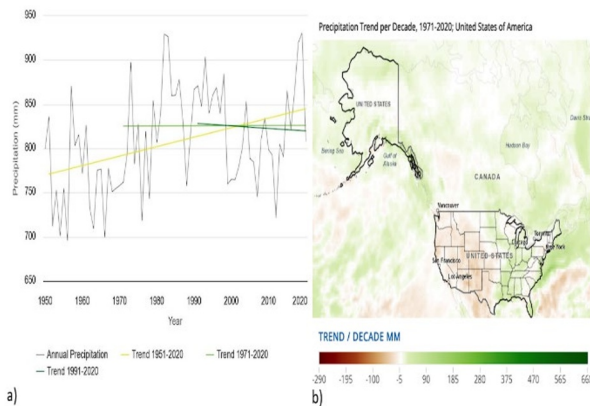 950
900
850
800
750
700
650
Precipitation (mm)
1950
1960
1970
1980
1990
2000
2010
2020
Year
Annual Precipitation
Trend 1951-2020
Trend 1971-2020
Trend 1991-2020
a)
Precipitation Trend per Decade, 1971-2020; United States of America
UNITED STATES
Bering Sea
Gulf of
Alaska
Hudson Bay
CANADA
Vancouver
Toronto
Chicago
New York
San Francisco
UNITED STATES
Los Angeles
TREND / DECADE MM
-290 -195 -100 -5 90 185 280 375 470 565
b)